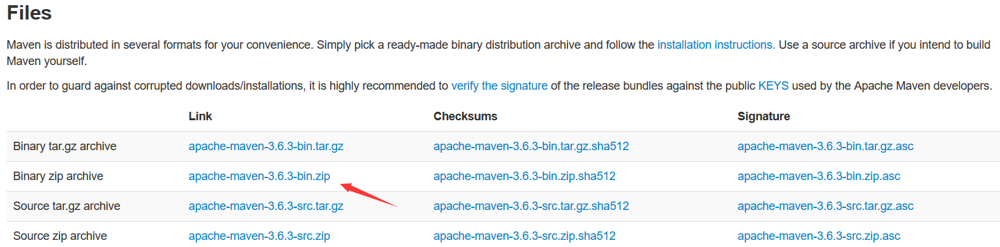 Files
Maven is distributed in several formats for your convenience. Simply pick a ready-made binary distribution archive and follow the installation instructions. Use a source archive if you intend to build
Maven yourself.
In order to guard against corrupted downloads/installations, it is highly recommended to verify the signature of the release bundles against the public KEYS used by the Apache Maven developers.
Link Checksums Signature
Binary tar.gz archive apache-maven-3.6.3-bin.tar.gz apache-maven-3.6.3-bin.tar.gz.sha512 apache-maven-3.6.3-bin.tar.gz.asc
Binary zip archive apache-maven-3.6.3-bin.zip apache-maven-3.6.3-bin.zip.sha512 apache-maven-3.6.3-bin.zip.asc
Source tar.gz archive apache-maven-3.6.3-src.tar.gz apache-maven-3.6.3-src.tar.gz.sha512 apache-maven-3.6.3-src.tar.gz.asc
Source zip archive apache-maven-3.6.3-src.zip apache-maven-3.6.3-src.zip.sha512 apache-maven-3.6.3-src.zip.asc